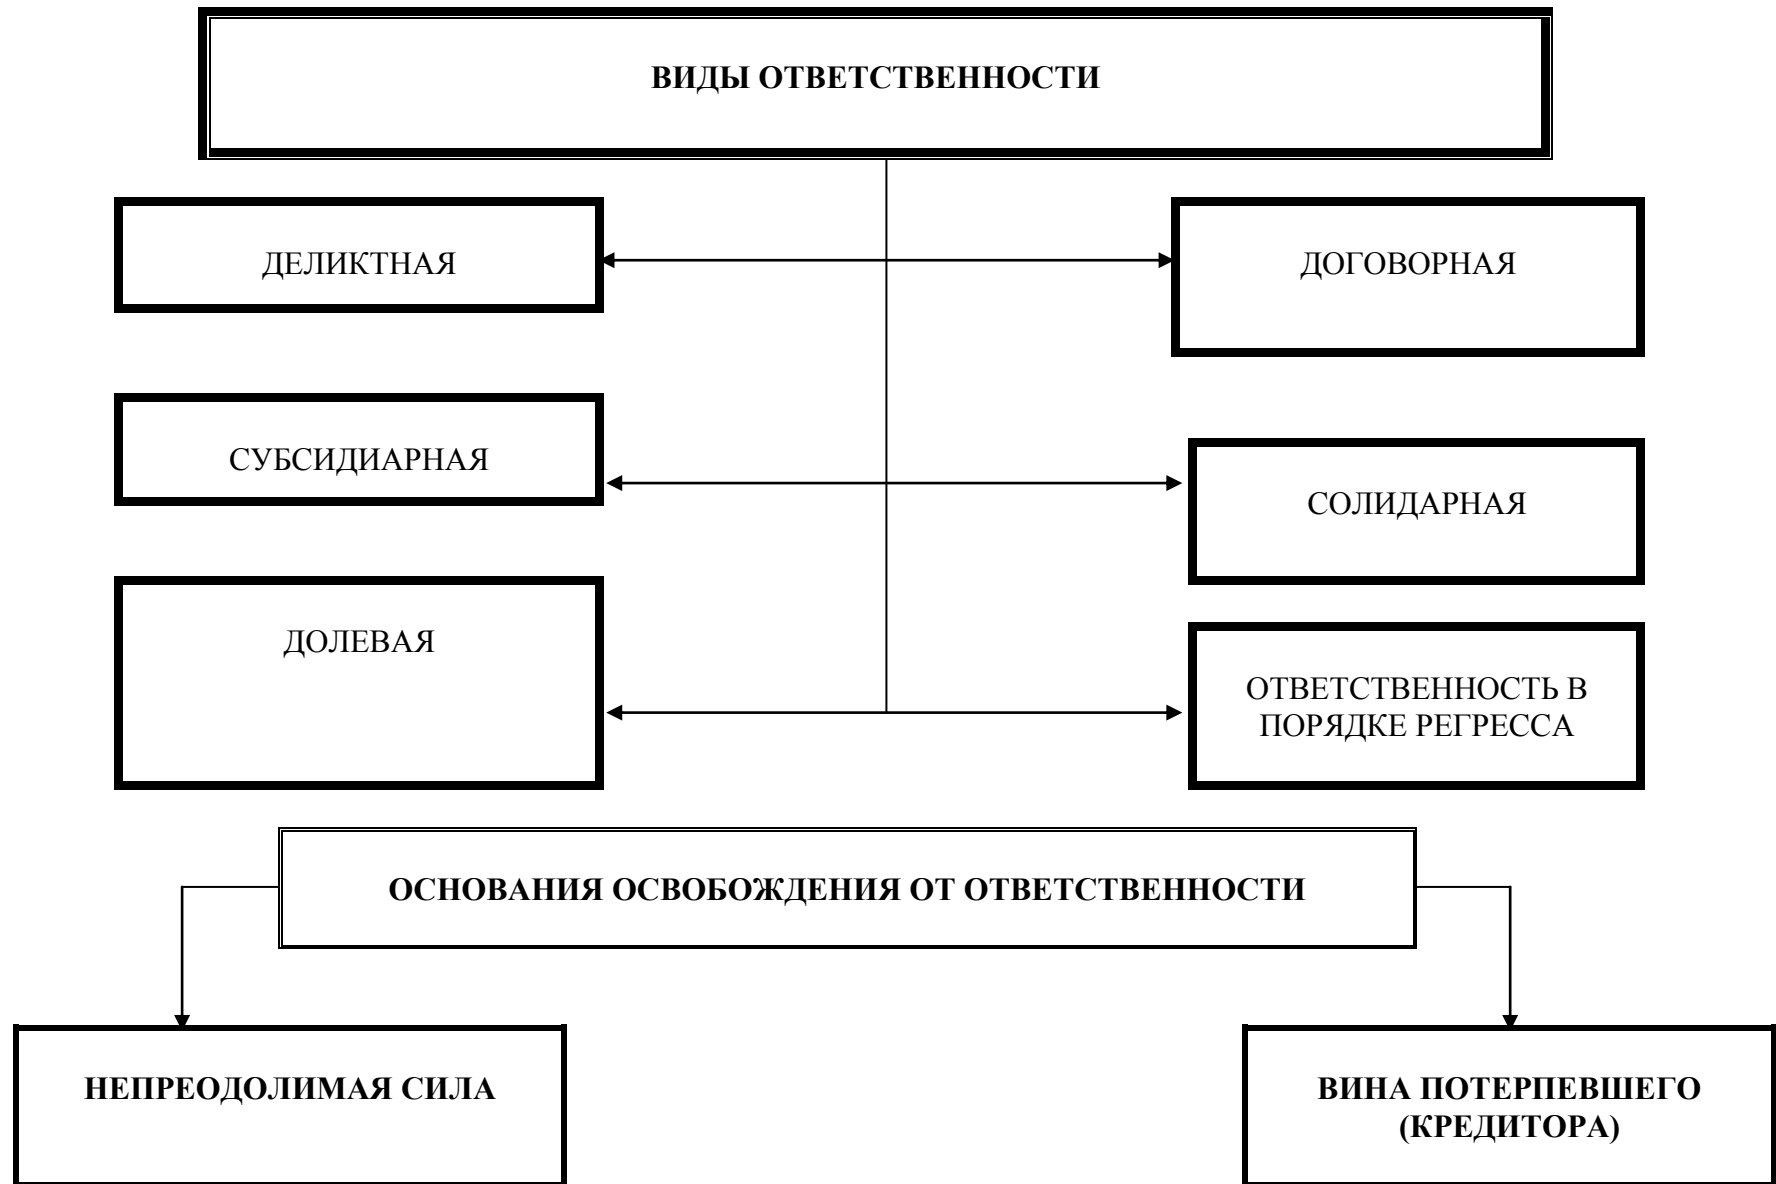 ВИДЫ ОТВЕТСТВЕННОСТИ
ДЕЛИКТНАЯ
ДОГОВОРНАЯ
СУБСИДИАРНАЯ
СОЛИДАРНАЯ
ДОЛЕВАЯ
ОТВЕТСТВЕННОСТЬ В
ПОРЯДКЕ РЕГРЕССА
ОСНОВАНИЯ ОСВОБОЖДЕНИЯ ОТ ОТВЕТСТВЕННОСТИ
НЕПРЕОДОЛИМАЯ СИЛА
ВИНА ПОТЕРПЕВШЕГО
(КРЕДИТОРА)